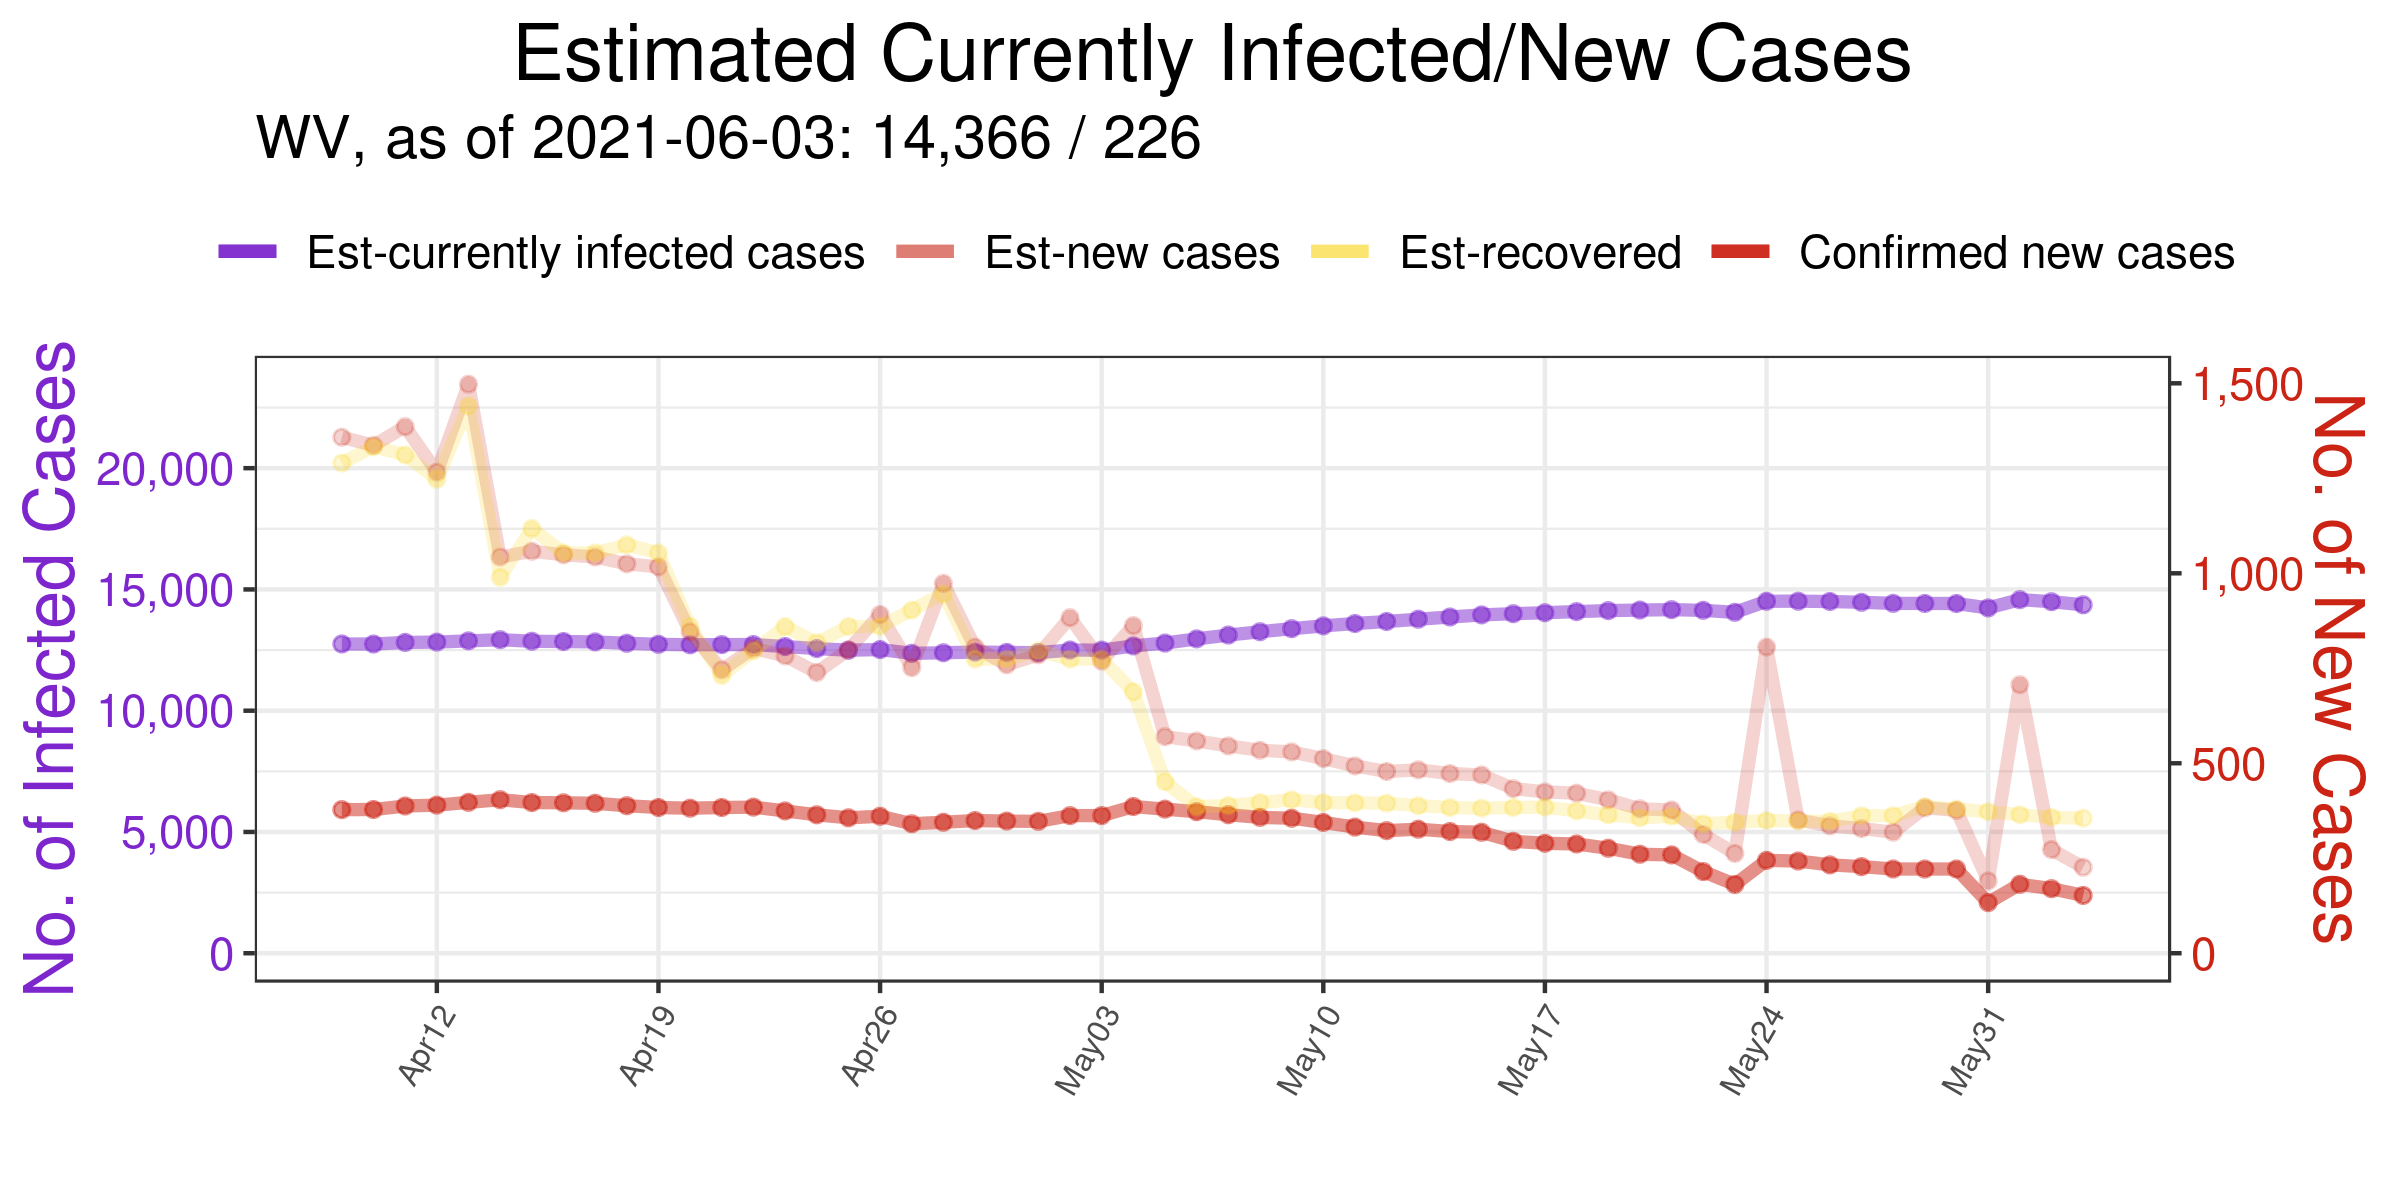 Estimated Currently Infected/New Cases
WV, as of 2021-06-03: 14,366 / 226
Est-currently infected cases Est-new cases Est-recovered Confirmed new cases
No. of Infected Cases
20,000
15,000
10,000
5,000
0
1,500
1,000
500
0
No. of New Cases
Apr12 Apr19 Apr26 May03 May10 May17 May24 May31